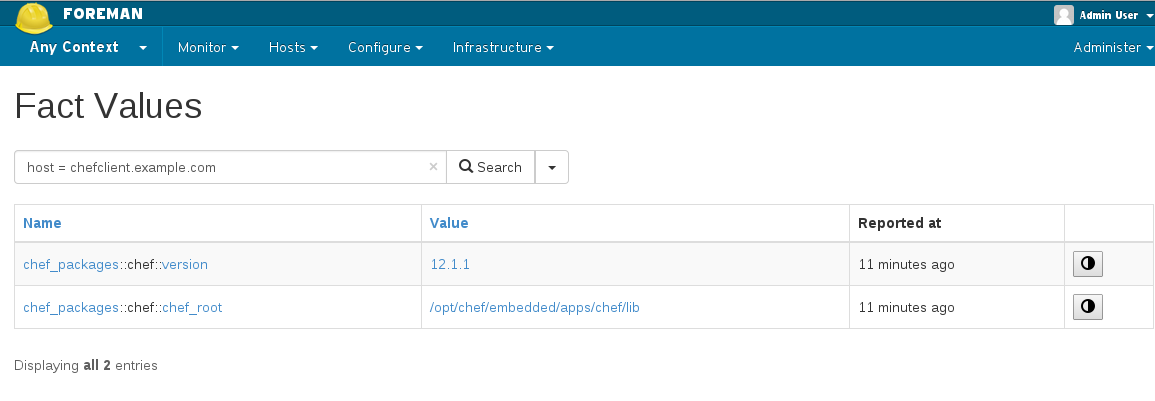 FOREMAN Admin User
Any Context Monitor Hosts Configure Infrastructure Administer
Fact Values
host = chefclient.example.com × Search
Name Value Reported at
chef_packages::chef::version 12.1.1 11 minutes ago
chef_packages::chef::chef_root /opt/chef/embedded/apps/chef/lib 11 minutes ago
Displaying all 2 entries